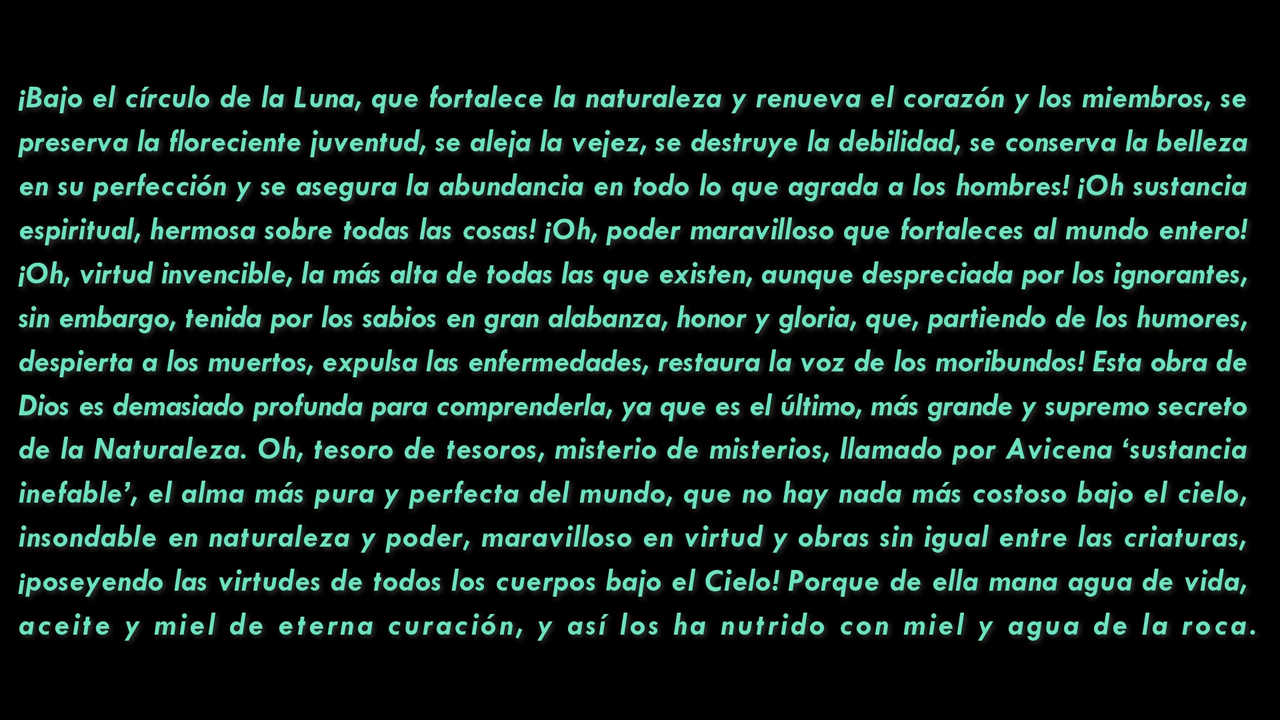 ¡Bajo el círculo de la Luna, que fortalece la naturaleza y renueva el corazón y los miembros, se
preserva la floreciente juventud, se aleja la vejez, se destruye la debilidad, se conserva la belleza
en su perfección y se asegura la abundancia en todo lo que agrada a los hombres! ¡Oh sustancia
espiritual, hermosa sobre todas las cosas! ¡Oh, poder maravilloso que fortaleces al mundo entero!
¡Oh, virtud invencible, la más alta de todas las que existen, aunque despreciada por los ignorantes,
sin embargo, tenida por los sabios en gran alabanza, honor y gloria, que, partiendo de los humores,
despierta a los muertos, expulsa las enfermedades, restaura la voz de los moribundos! Esta obra de
Dios es demasiado profunda para comprenderla, ya que es el último, más grande y supremo secreto
de la Naturaleza. Oh, tesoro de tesoros, misterio de misterios, llamado por Avicena ‘sustancia
inefable’, el alma más pura y perfecta del mundo, que no hay nada más costoso bajo el cielo,
insondable en naturaleza y poder, maravilloso en virtud y obras sin igual entre las criaturas,
¡poseyendo las virtudes de todos los cuerpos bajo el Cielo! Porque de ella mana agua de vida,
aceite y miel de eterna curación, y así los ha nutrido con miel y agua de la roca.